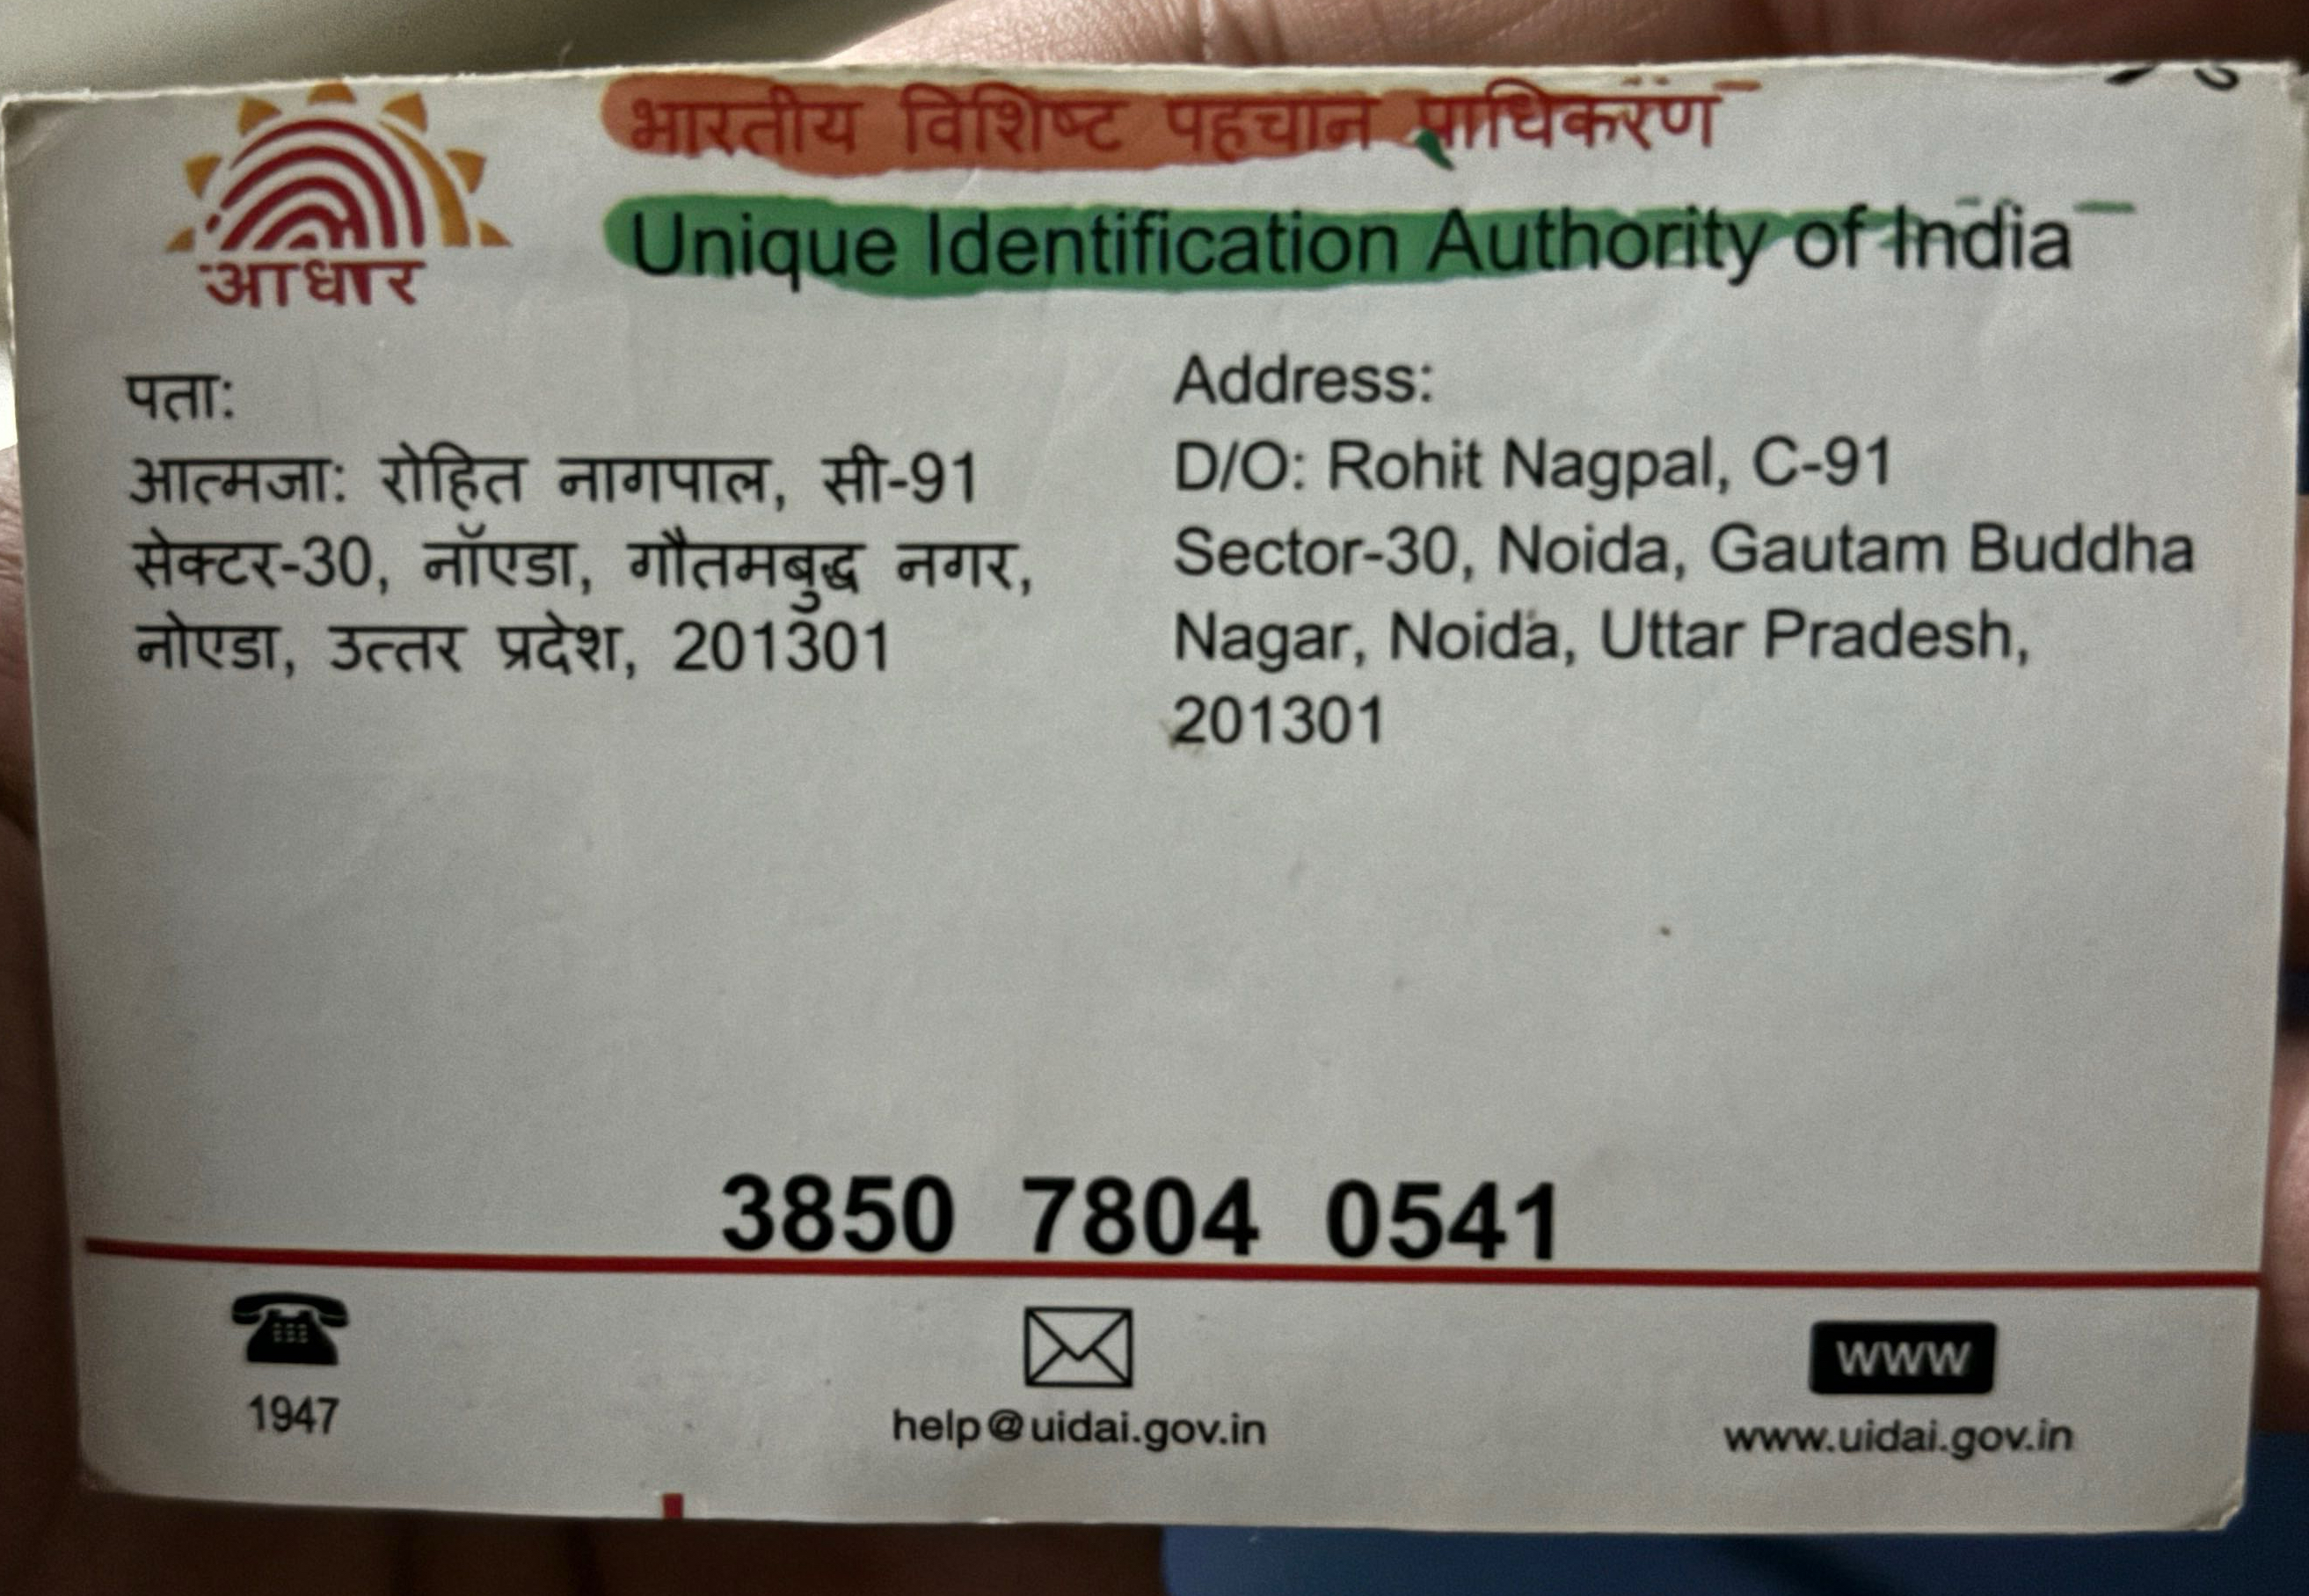 भारतीय विशिष्ट पहचान प्राधिकरण
Unique Identification Authority of India
आधार
पता:
आत्मजा: रोहित नागपाल, सी-91
सेक्टर-30, नॉएडा, गौतमबुद्ध नगर,
नोएडा, उत्तर प्रदेश, 201301
Address:
D/O: Rohit Nagpal, C-91
Sector-30, Noida, Gautam Buddha
Nagar, Noida, Uttar Pradesh,
201301
3850 7804 0541
1947
help@uidai.gov.in
www
www.uidai.gov.in